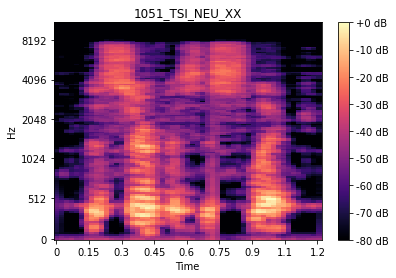 1051_TSI_NEU_XX
+0 dB
8192
-10 dB
4096
-20 dB
-30 dB
2048
Hz
-40 dB
1024
-50 dB
512
-60 dB
-70 dB
0
-80 dB
0 0.15 0.3 0.45 0.6 0.75 0.9 1.1 1.2
Time